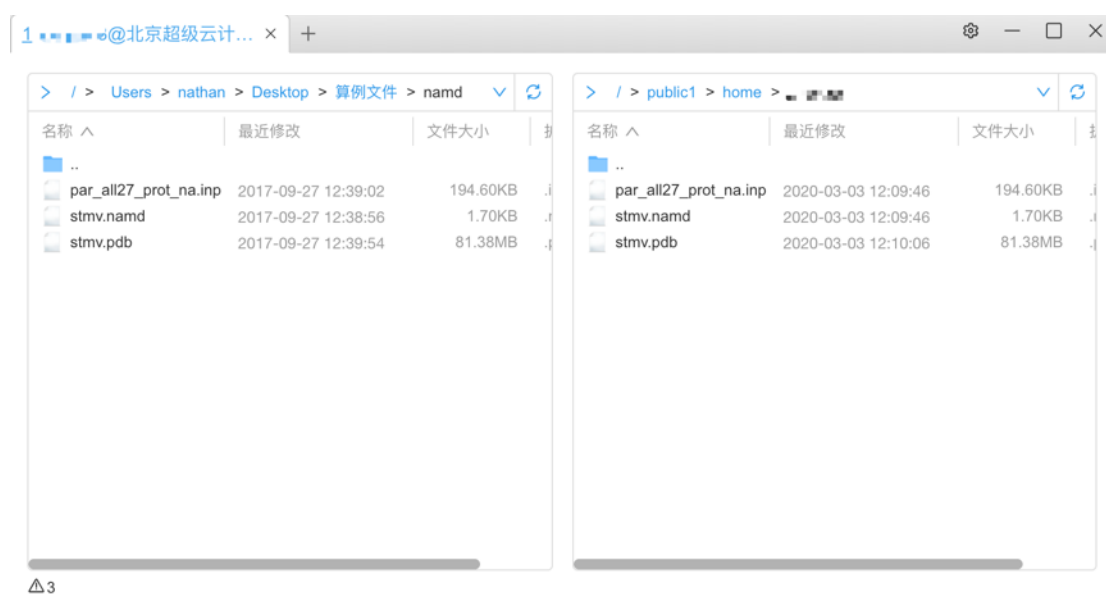 1 @北京超级云计... × +
/ > Users > nathan > Desktop > 算例文件 > namd
名称 最近修改 文件大小
..
par_all27_prot_na.inp 2017-09-27 12:39:02 194.60KB .i
stmv.namd 2017-09-27 12:38:56 1.70KB
stmv.pdb 2017-09-27 12:39:54 81.38MB
/ > public1 > home >
名称 最近修改 文件大小
..
par_all27_prot_na.inp 2020-03-03 12:09:46 194.60KB .i
stmv.namd 2020-03-03 12:09:46 1.70KB
stmv.pdb 2020-03-03 12:10:06 81.38MB
3